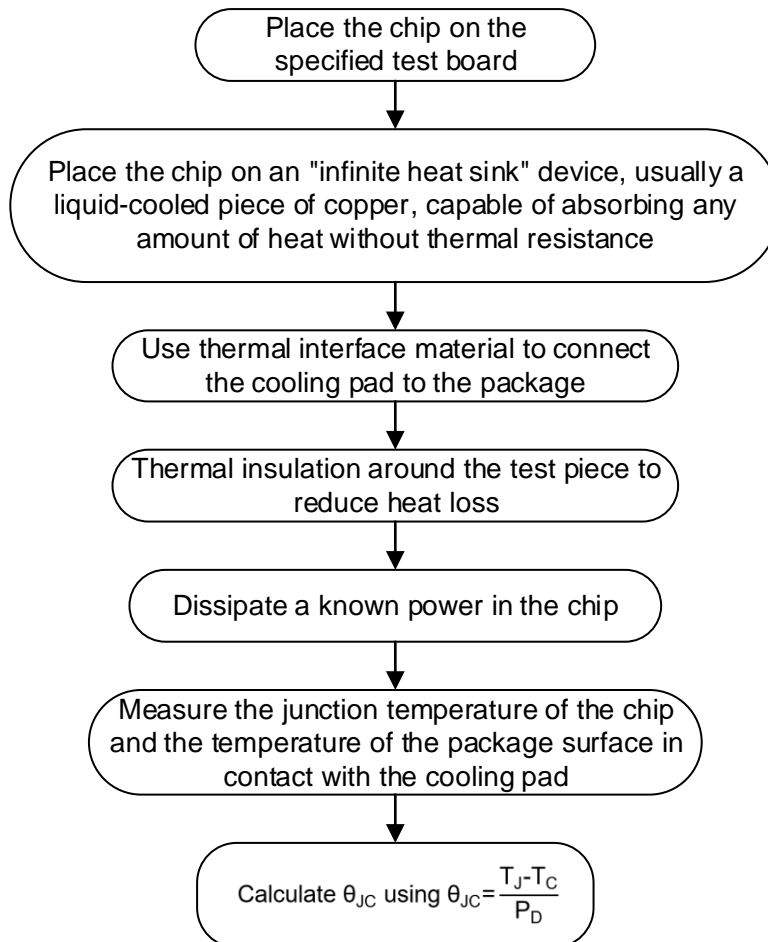 Place the chip on the
specified test board
Place the chip on an "infinite heat sink" device, usually a
liquid-cooled piece of copper, capable of absorbing any
amount of heat without thermal resistance
Use thermal interface material to connect
the cooling pad to the package
Thermal insulation around the test piece to
reduce heat loss
Dissipate a known power in the chip
Measure the junction temperature of the chip
and the temperature of the package surface in
contact with the cooling pad
Calculate θJC using θJC=TJ-TC
PD